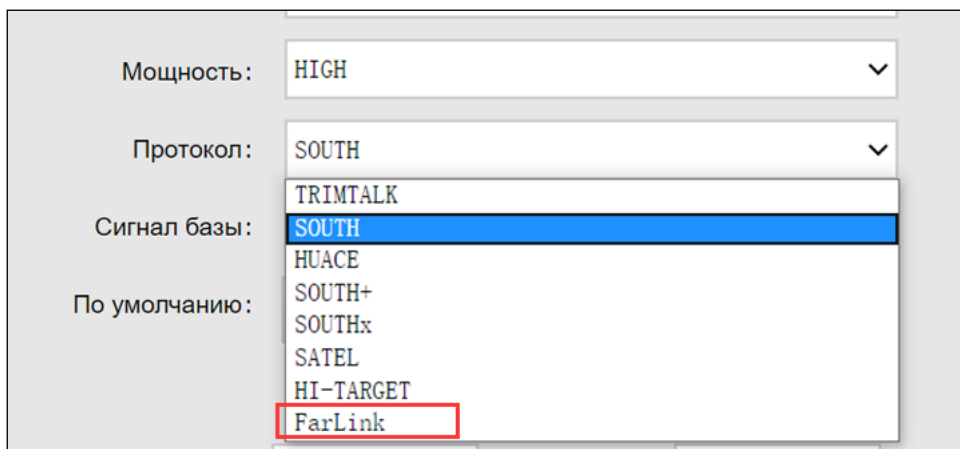 Мощность: HIGH
Протокол: SOUTH
TRIMTALK
Сигнал базы: SOUTH
HUACE
По умолчанию: SOUTH+
SOUTHx
SATEL
HI-TARGET
FarLink